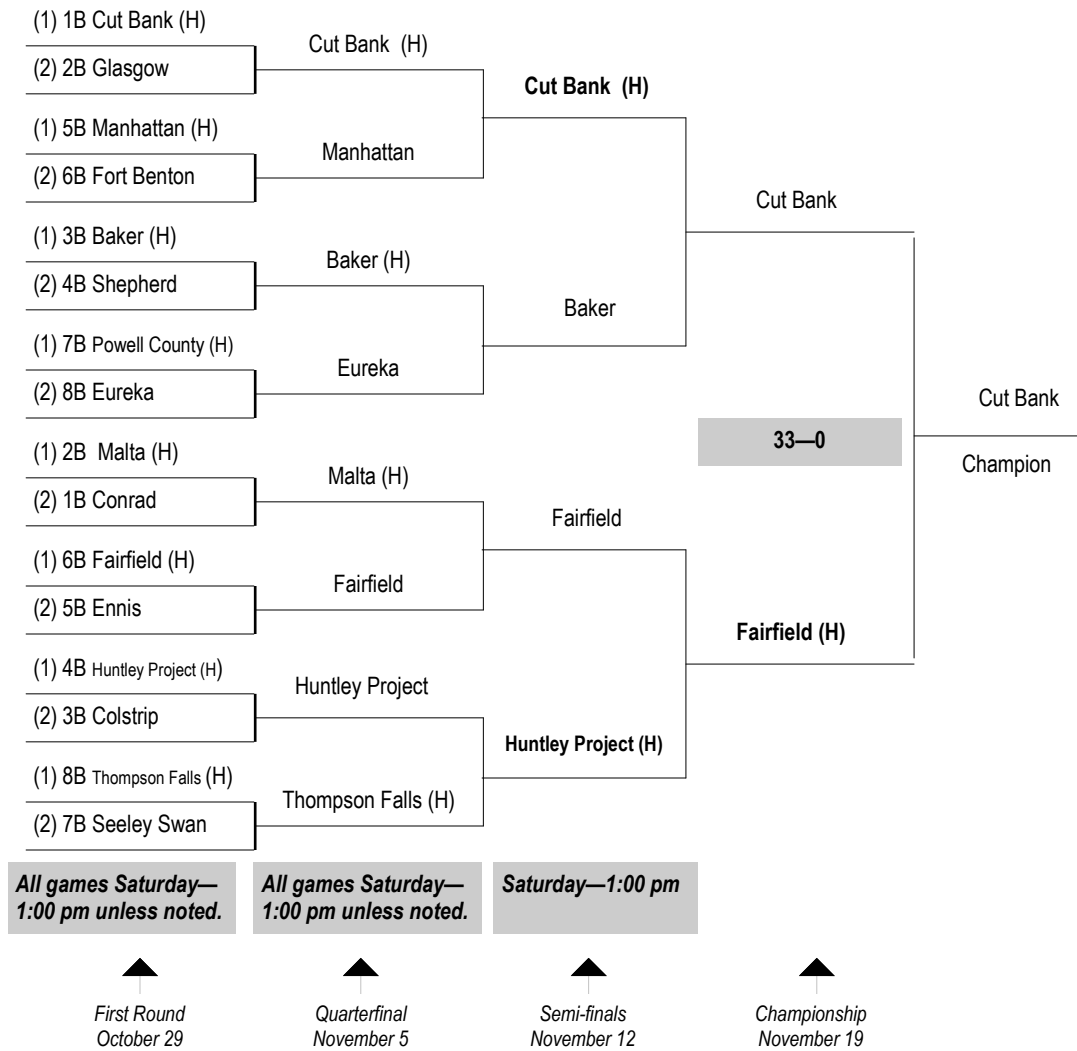 (1) 1B Cut Bank (H)
(2) 2B Glasgow
(1) 5B Manhattan (H)
(2) 6B Fort Benton
(1) 3B Baker (H)
(2) 4B Shepherd
(1) 7B Powell County (H)
(2) 8B Eureka
(1) 2B Malta (H)
(2) 1B Conrad
(1) 6B Fairfield (H)
(2) 5B Ennis
(1) 4B Huntley Project (H)
(2) 3B Colstrip
(1) 8B Thompson Falls (H)
(2) 7B Seeley Swan
Cut Bank (H)
Manhattan
Baker (H)
Eureka
Malta (H)
Fairfield
Huntley Project
Thompson Falls (H)
Cut Bank (H)
Baker
Fairfield
Huntley Project (H)
Cut Bank
33—0
Fairfield (H)
Cut Bank
Champion
All games Saturday—
1:00 pm unless noted.
All games Saturday—
1:00 pm unless noted.
Saturday—1:00 pm
First Round
October 29
Quarterfinal
November 5
Semi-finals
November 12
Championship
November 19